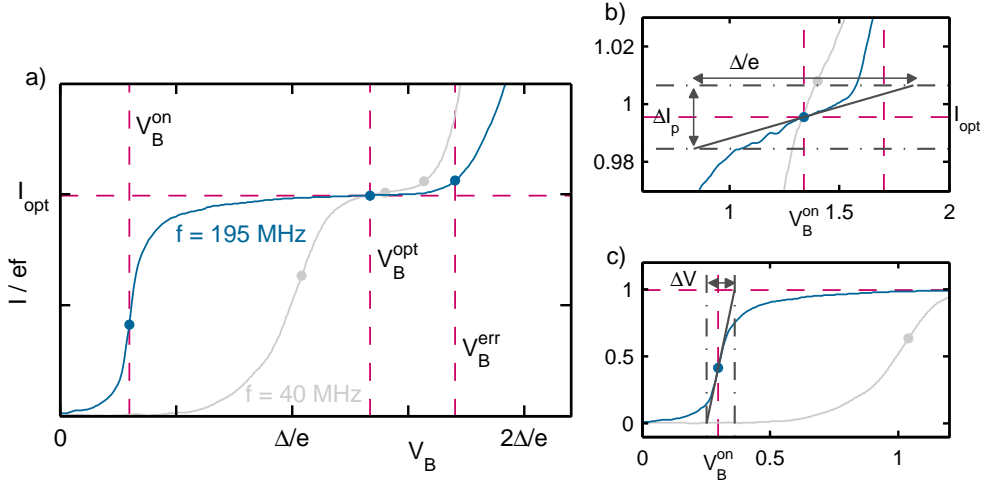 a)
V_B^on
I_opt
f = 195 MHz
V_B^opt
V_B^err
I / ef
f = 40 MHz
0
Δ/e
V_B
2Δ/e
b)
1.02
Δ/e
1
ΔI_p
I_opt
0.98
1
V_B^on
1.5
2
c)
ΔV
1
0.5
0
0
V_B^on
0.5
1